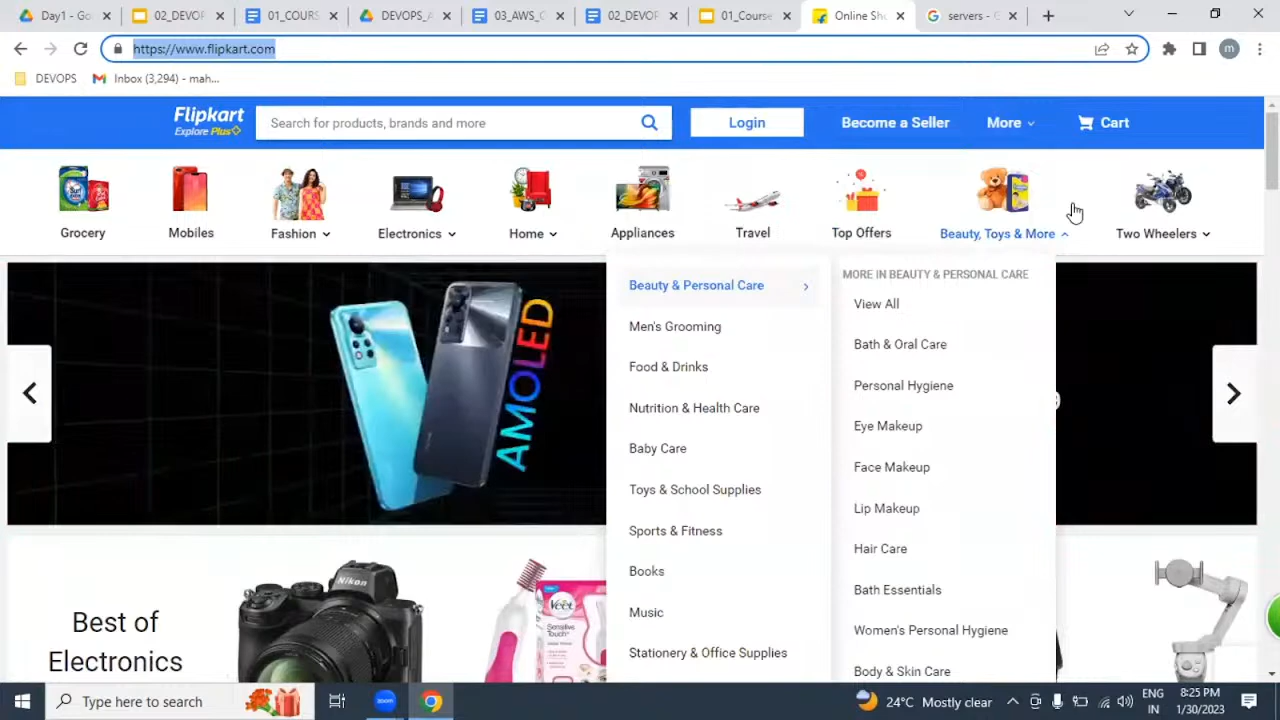 Day1 - Go
02_DEVOF
01_COURS
DEVOPS_A
03_AWS_C
02_DEVOF
01_Course
Online Sho
servers - G
https://www.flipkart.com
m
DEVOPS
Inbox (3,294) - mah...
Flipkart
Explore Plus
Search for products, brands and more
Login
Become a Seller
More
Cart
Grocery
Mobiles
Fashion
Electronics
Home
Appliances
Travel
Top Offers
Beauty, Toys & More
Two Wheelers
Beauty & Personal Care
Men's Grooming
Food & Drinks
Nutrition & Health Care
Baby Care
Toys & School Supplies
Sports & Fitness
Books
Music
Stationery & Office Supplies
MORE IN BEAUTY & PERSONAL CARE
View All
Bath & Oral Care
Personal Hygiene
Eye Makeup
Face Makeup
Lip Makeup
Hair Care
Bath Essentials
Women's Personal Hygiene
Body & Skin Care
AMOLED
Best of
Electronics
Nikon
Veet
Type here to search
zoom
24°C Mostly clear
ENG
IN
8:25 PM
1/30/2023